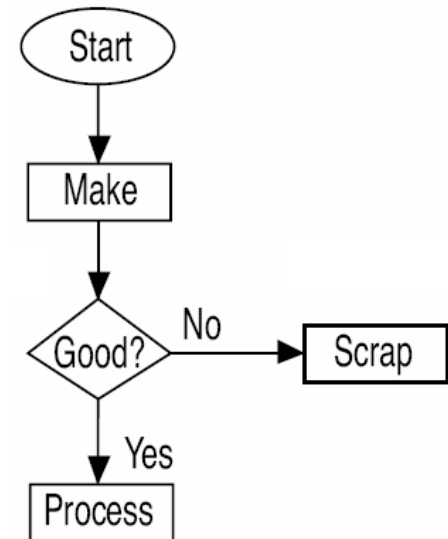 Start
Make
Good?
No
Scrap
Yes
Process